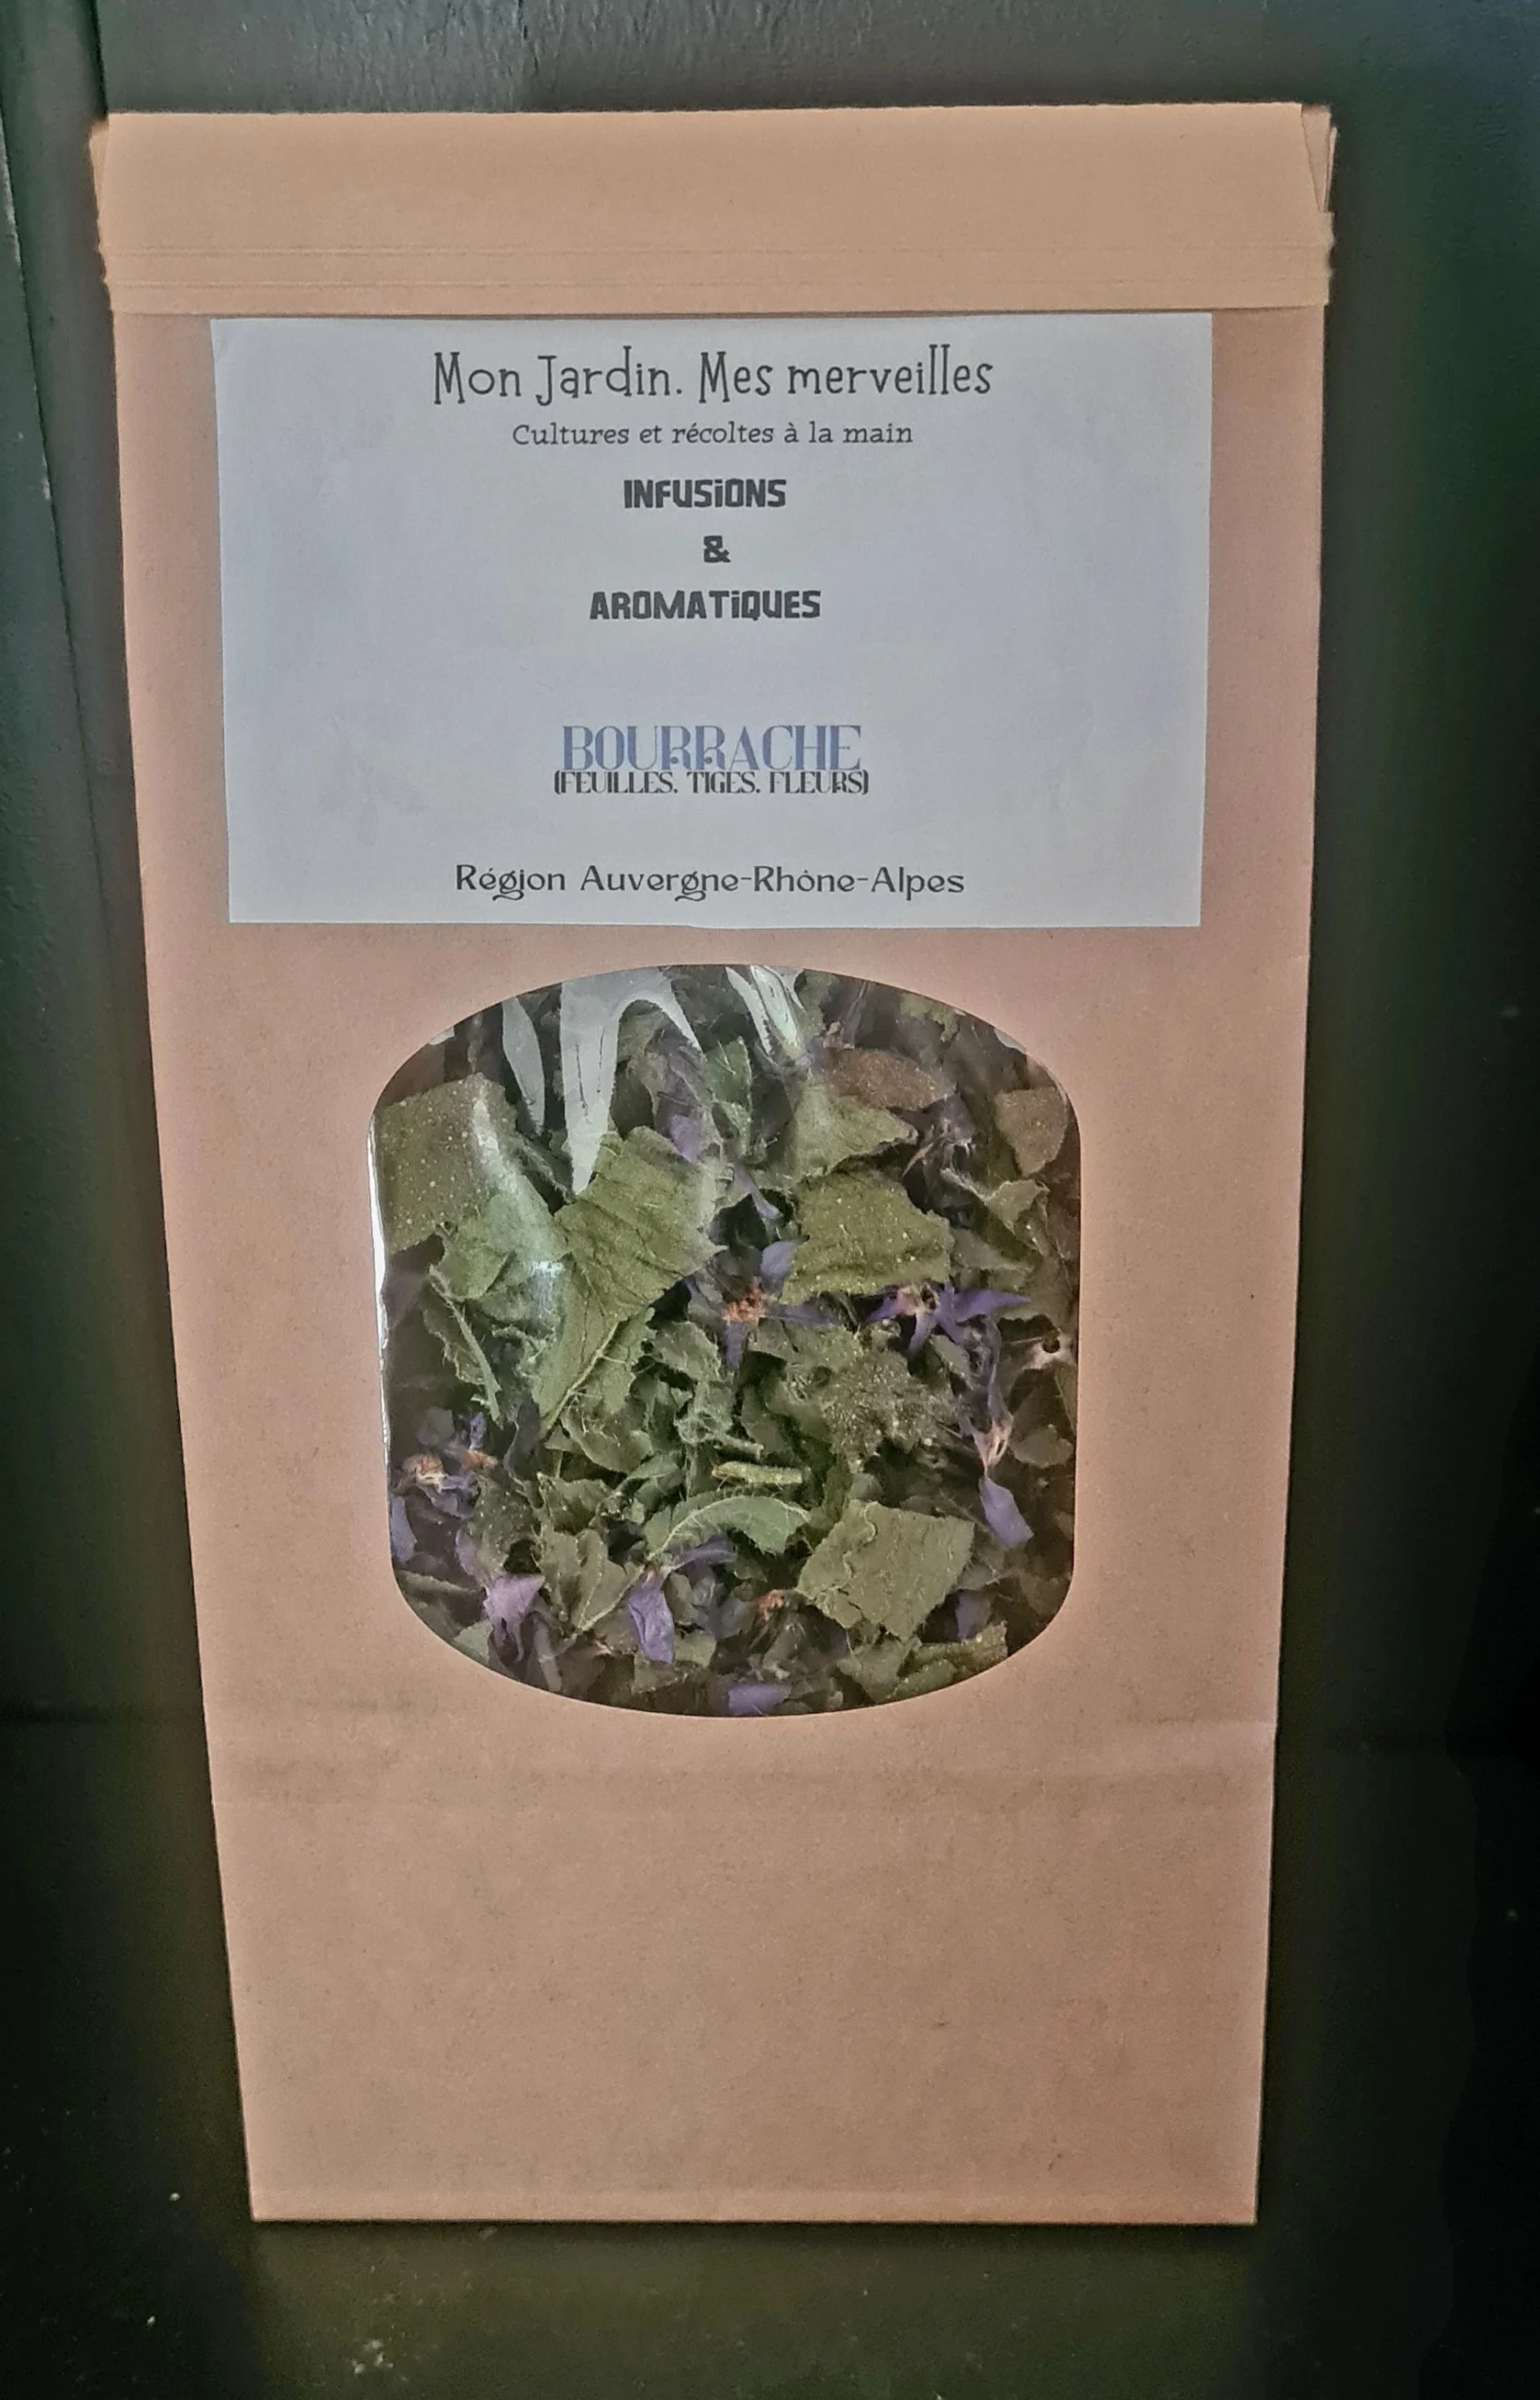 Mon Jardin. Mes merveilles
Cultures et récoltes à la main
INFUSiONS
&
AROMATiQUES
BOURRACHE
(FEUILLES. TIGES. FLEURS)
Région Auvergne-Rhône-Alpes